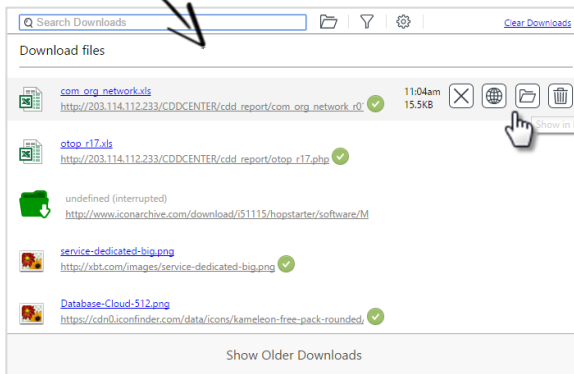 Search Downloads
Clear Downloads
Download files
com_org_network.xls
11:04am
http://203.114.112.233/CDDCENTER/cdd_report/com_org_network_r0
15.5KB
Show in
otop_r17.xls
http://203.114.112.233/CDDCENTER/cdd_report/otop_r17.php
undefined (interrupted)
http://www.iconarchive.com/download/i51115/hopstarter/software/M
service-dedicated-big.png
http://xbt.com/images/service-dedicated-big.png
Database-Cloud-512.png
https://cdn0.iconfinder.com/data/icons/kameleon-free-pack-rounded/
Show Older Downloads